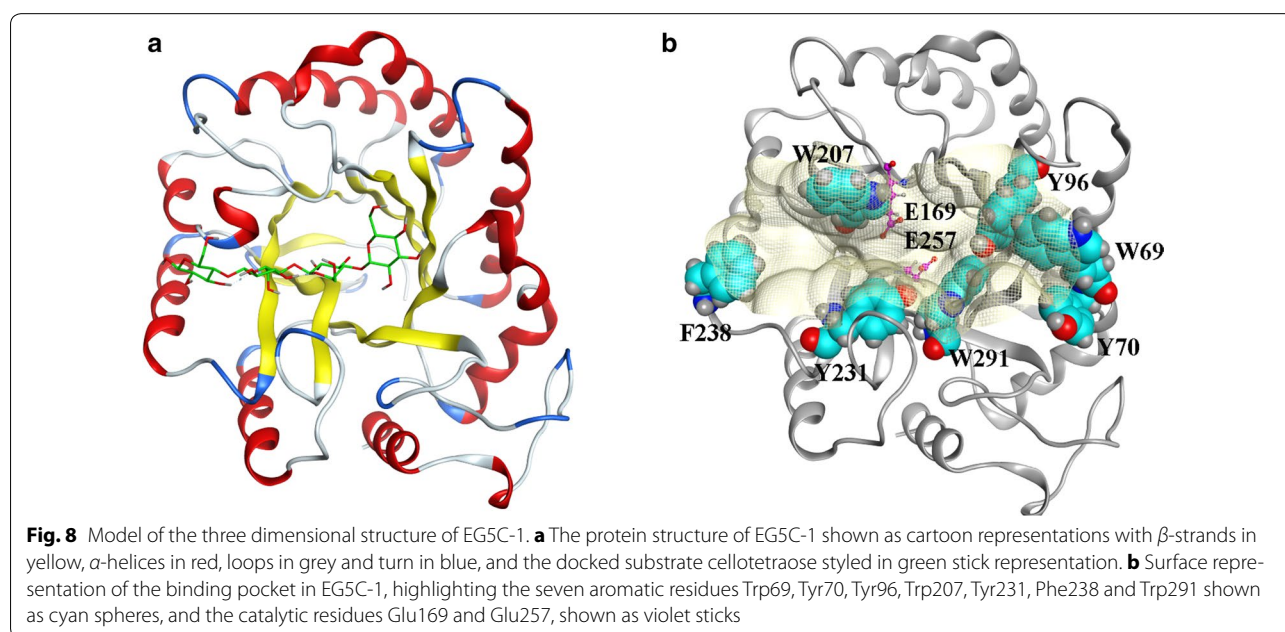 a
b
W207
Y96
E169
E257
W69
F238
Y231
W291
Y70
Fig. 8 Model of the three dimensional structure of EG5C-1. a The protein structure of EG5C-1 shown as cartoon representations with β-strands in
yellow, α-helices in red, loops in grey and turn in blue, and the docked substrate cellotetraose styled in green stick representation. b Surface repre-
sentation of the binding pocket in EG5C-1, highlighting the seven aromatic residues Trp69, Tyr70, Tyr96, Trp207, Tyr231, Phe238 and Trp291 shown
as cyan spheres, and the catalytic residues Glu169 and Glu257, shown as violet sticks